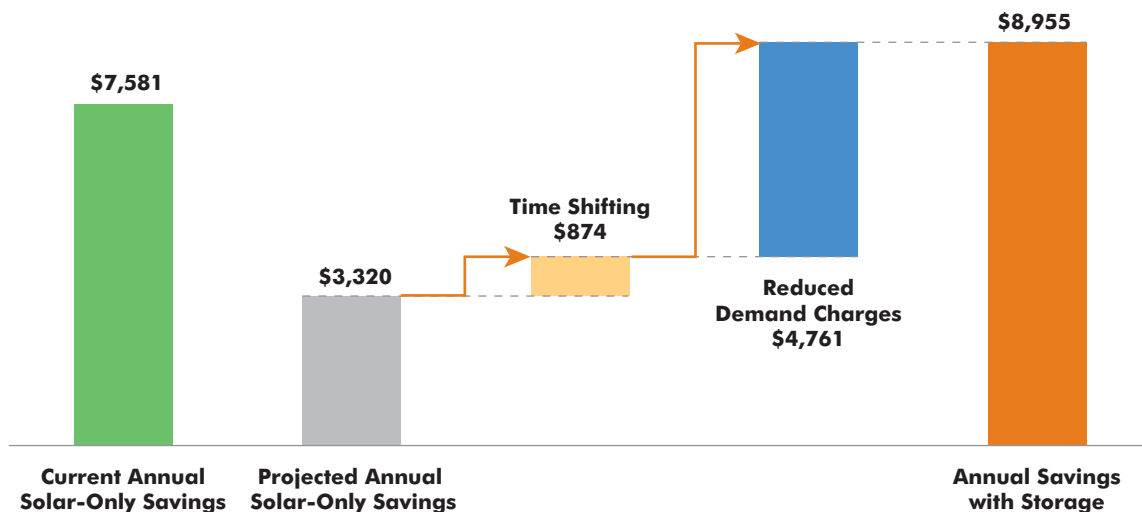 $7,581
Current Annual
Solar-Only Savings
$3,320
Projected Annual
Solar-Only Savings
Time Shifting
$874
Reduced
Demand Charges
$4,761
$8,955
Annual Savings
with Storage